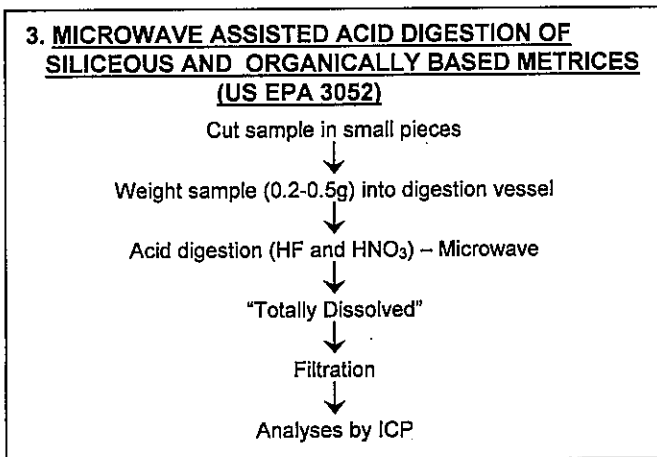 3. MICROWAVE ASSISTED ACID DIGESTION OF
SILICEOUS AND ORGANICALLY BASED METRICES
(US EPA 3052)
Cut sample in small pieces
Weight sample (0.2-0.5g) into digestion vessel
Acid digestion (HF and HNO₃) – Microwave
“Totally Dissolved”
Filtration
Analyses by ICP